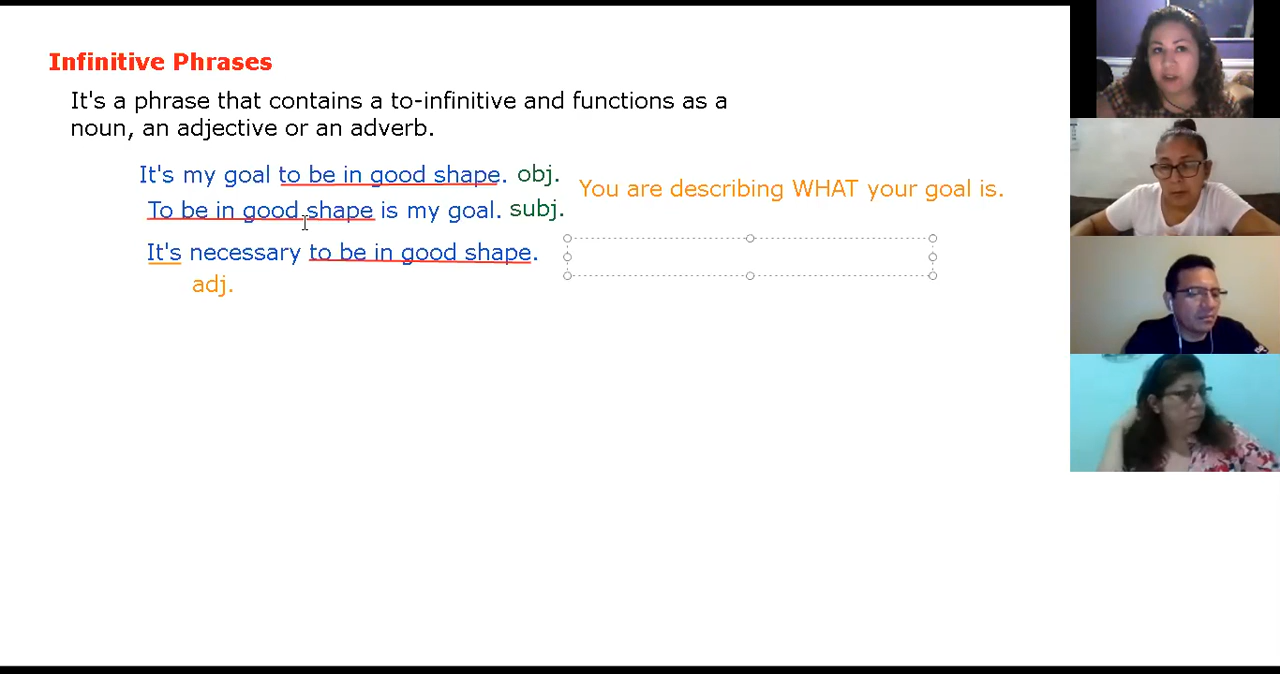 Infinitive Phrases
It's a phrase that contains a to-infinitive and functions as a
noun, an adjective or an adverb.
It's my goal to be in good shape. obj.
You are describing WHAT your goal is.
To be in good shape is my goal. subj.
It's necessary to be in good shape.
adj.